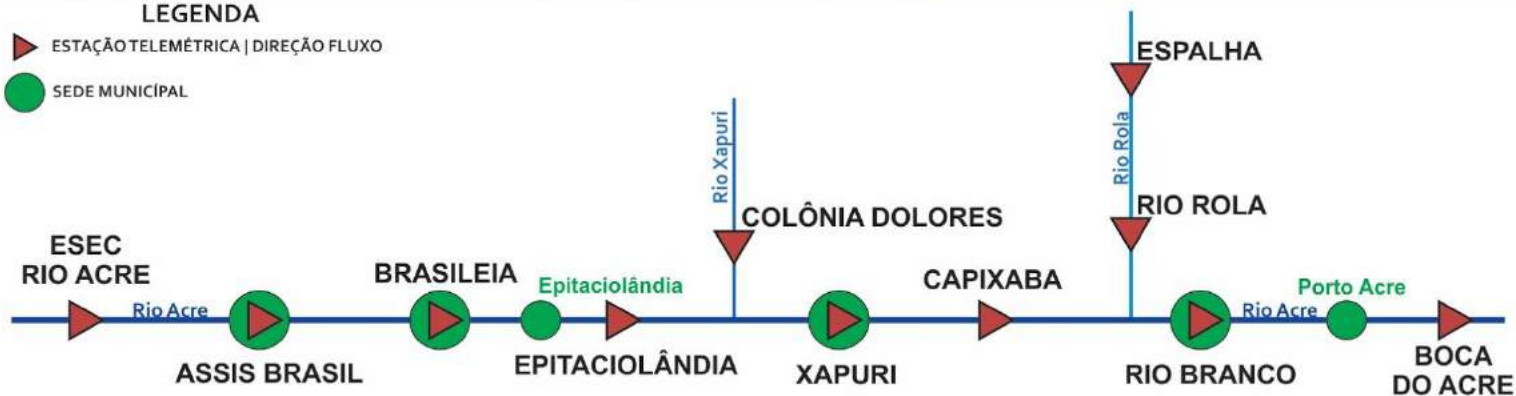 LEGENDA
ESTAÇÃO TELEMÉTRICA | DIREÇÃO FLUXO
SEDE MUNICÍPAL
ESPALHA
Rio Xapuri
Rio Rola
COLÔNIA DOLORES
RIO ROLA
ESEC
RIO ACRE
BRASILEIA
Epitaciolândia
CAPIXABA
Porto Acre
Rio Acre
Rio Acre
ASSIS BRASIL
EPITACIOLÂNDIA
XAPURI
RIO BRANCO
BOCA
DO ACRE